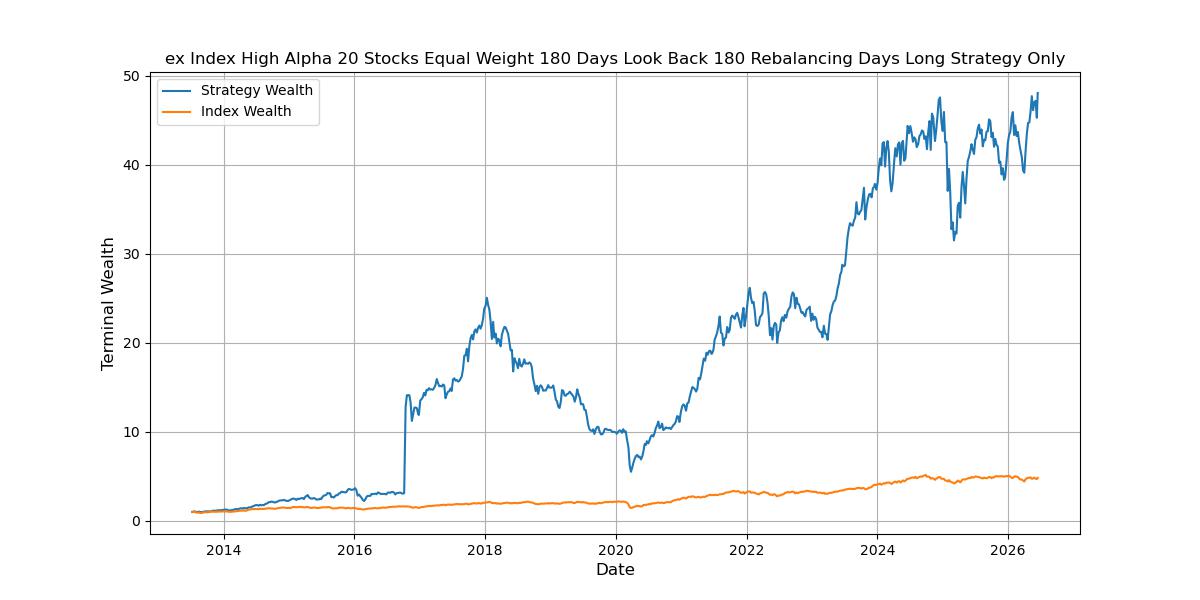 ex Index High Alpha 20 Stocks Equal Weight 180 Days Look Back 180 Rebalancing Days Long Strategy Only
Strategy Wealth
Index Wealth
Terminal Wealth
50
40
30
20
10
0
2014 2016 2018 2020 2022 2024 2026
Date